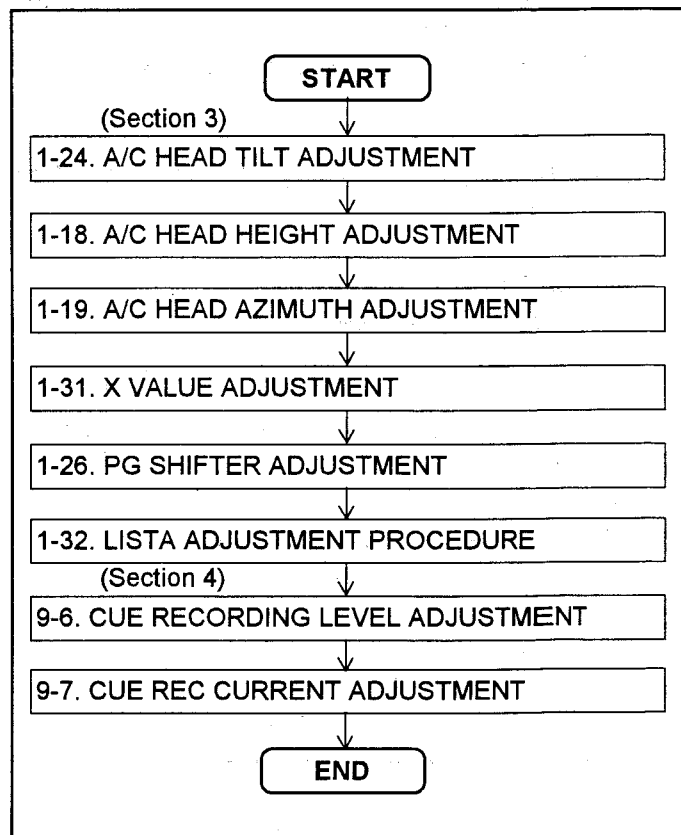 START
(Section 3)
1-24. A/C HEAD TILT ADJUSTMENT
1-18. A/C HEAD HEIGHT ADJUSTMENT
1-19. A/C HEAD AZIMUTH ADJUSTMENT
1-31. X VALUE ADJUSTMENT
1-26. PG SHIFTER ADJUSTMENT
1-32. LISTA ADJUSTMENT PROCEDURE
(Section 4)
9-6. CUE RECORDING LEVEL ADJUSTMENT
9-7. CUE REC CURRENT ADJUSTMENT
END